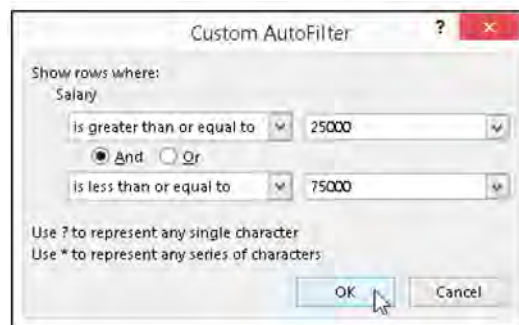 Custom AutoFilter ? ×
Show rows where:
Salary
is greater than or equal to 25000
And Or
is less than or equal to 75000
Use ? to represent any single character
Use * to represent any series of characters
OK Cancel